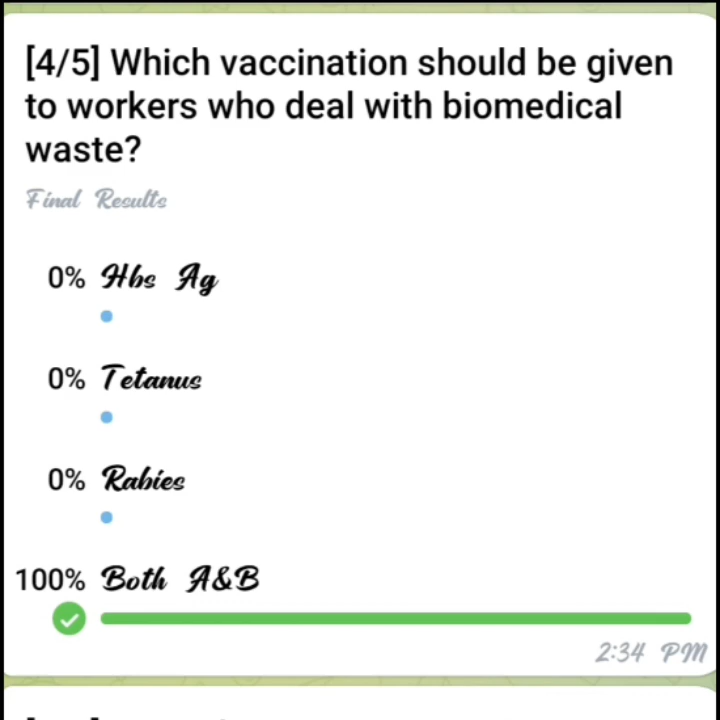 [4/5] Which vaccination should be given
to workers who deal with biomedical
waste?
Final Results
0% Hbs Ag
0% Tetanus
0% Rabies
100% Both A&B
2:34 PM